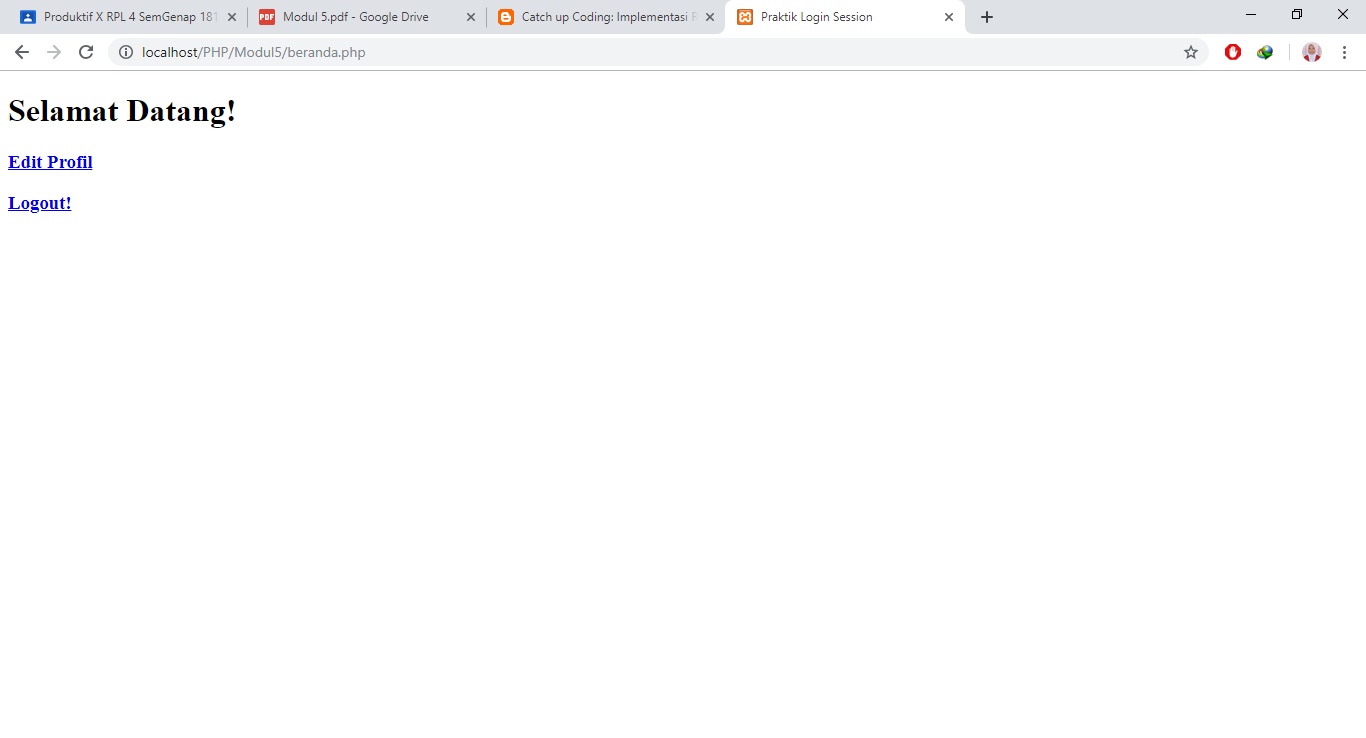 Produktif X RPL 4 SemGenap 181
Modul 5.pdf - Google Drive
Catch up Coding: Implementasi
Praktik Login Session
localhost/PHP/Modul5/beranda.php
Selamat Datang!
Edit Profil
Logout!